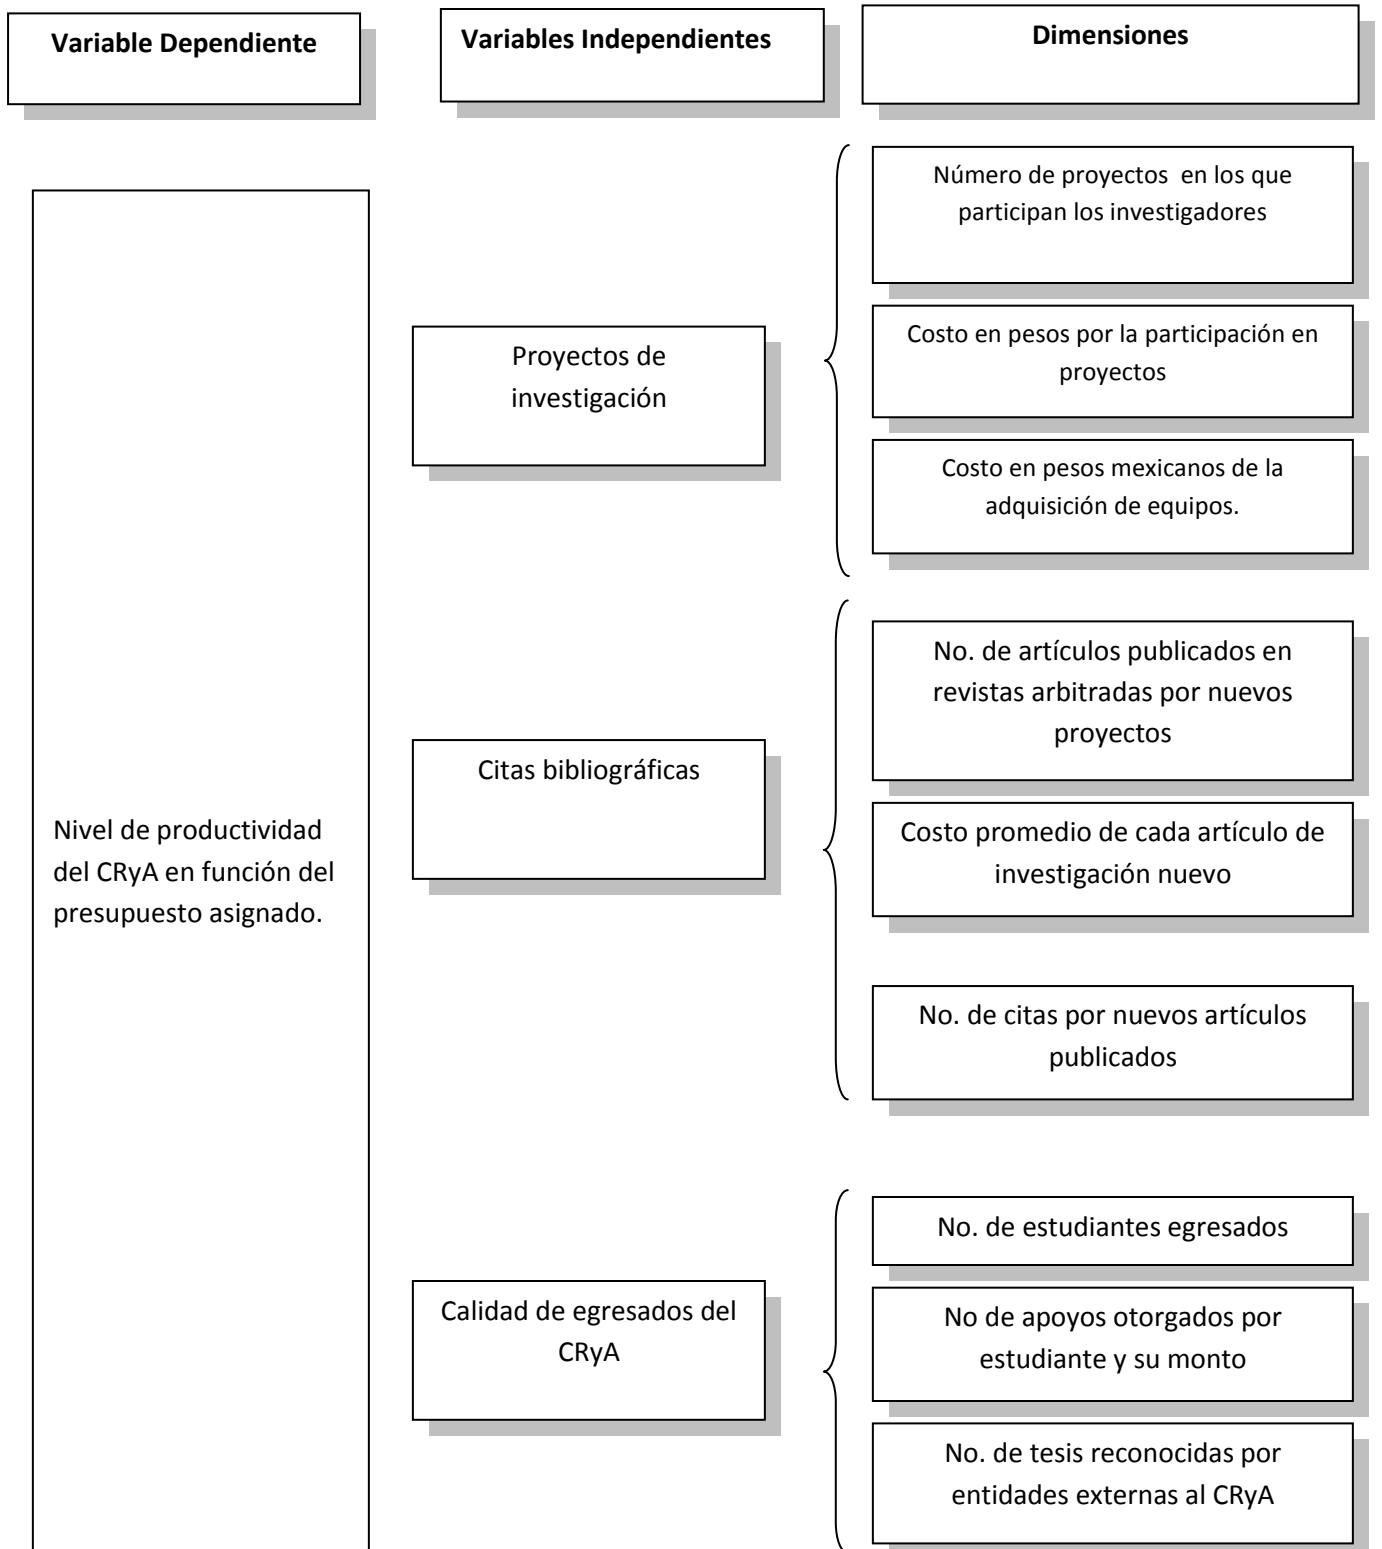 Variable Dependiente
Variables Independientes
Dimensiones
Nivel de productividad
del CRyA en función del
presupuesto asignado.
Proyectos de
investigación
Número de proyectos  en los que
participan los investigadores
Costo en pesos por la participación en
proyectos
Costo en pesos mexicanos de la
adquisición de equipos.
Citas bibliográficas
No. de artículos publicados en
revistas arbitradas por nuevos
proyectos
Costo promedio de cada artículo de
investigación nuevo
No. de citas por nuevos artículos
publicados
Calidad de egresados del
CRyA
No. de estudiantes egresados
No de apoyos otorgados por
estudiante y su monto
No. de tesis reconocidas por
entidades externas al CRyA